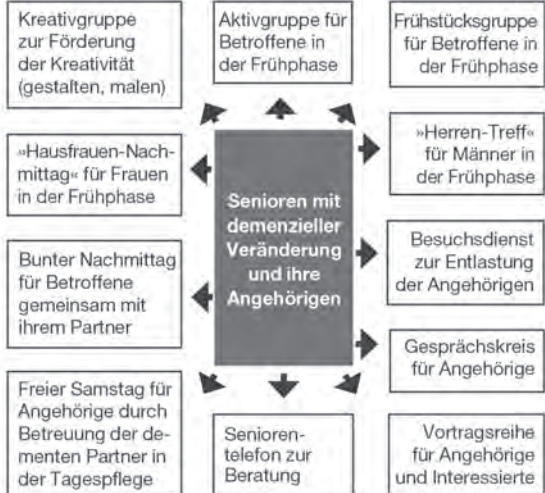 Kreativgruppe
zur Förderung
der Kreativität
(gestalten, malen)
Aktivgruppe für
Betroffene in
der Frühphase
Frühstücksgruppe
für Betroffene in
der Frühphase
»Hausfrauen-Nach-
mittag« für Frauen
in der Frühphase
»Herren-Treff«
für Männer in
der Frühphase
Senioren mit
demenzieller
Veränderung
und ihre
Angehörigen
Bunter Nachmittag
für Betroffene
gemeinsam mit
ihrem Partner
Besuchsdienst
zur Entlastung
der Angehörigen
Gesprächskreis
für Angehörige
Freier Samstag für
Angehörige durch
Betreuung der de-
menten Partner in
der Tagespflege
Senioren-
telefon zur
Beratung
Vortragsreihe
für Angehörige
und Interessierte